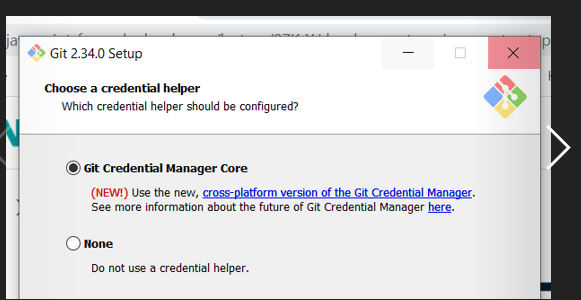 Git 2.34.0 Setup
Choose a credential helper
Which credential helper should be configured?
Git Credential Manager Core
(NEW!) Use the new, cross-platform version of the Git Credential Manager.
See more information about the future of Git Credential Manager here.
None
Do not use a credential helper.